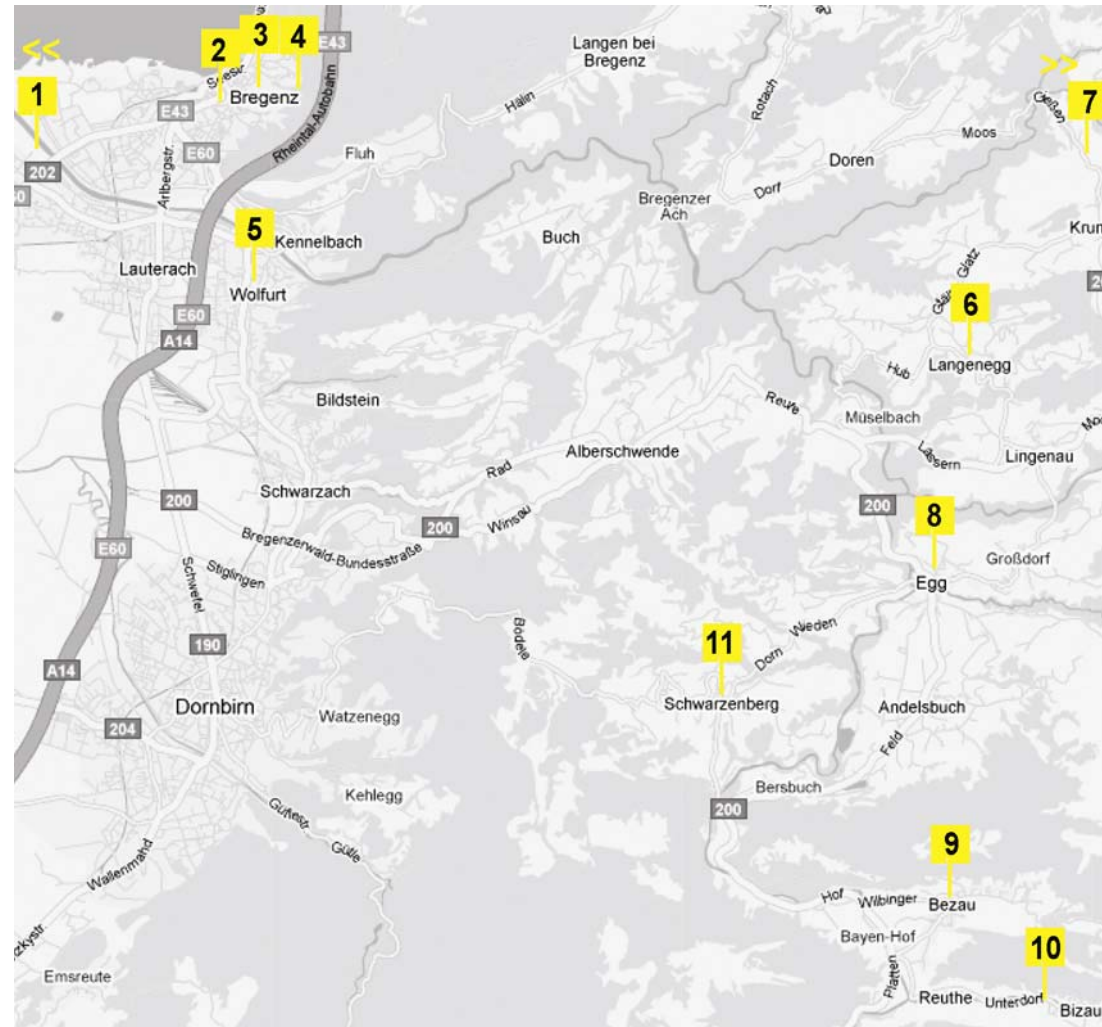 <<
1
2
3
4
E43
Langen bei
Bregenz
>>
7
Bregenz
E43
Rheintal-Autobahn
Hälin
Rotach
Moos
202
E60
Arlbergstr.
Fluh
Doren
Dorf
Bregenzer
Ach
5
Kennelbach
Buch
Lauterach
Wolfurt
Glatz
6
E60
A14
Langenegg
Hub
Bildstein
Reute
Müselbach
Alberschwende
Rad
Lingenau
Schwarzach
200
200
Winsau
200
8
Bregenzerwald-Bundesstraße
E60
Stiglingen
Schwefel
Großdorf
Egg
Bödele
Wieden
Dorn
190
11
A14
Schwarzenberg
Dornbirn
Watzenegg
Andelsbuch
204
Feld
Bersbuch
Kehlegg
200
Gütlestr
Gütle
9
Wallenmahd
Hof
Wilbinger
Bezau
Bayen-Hof
10
Platten
Emsreute
Reuthe
Unterdorf
Bizau